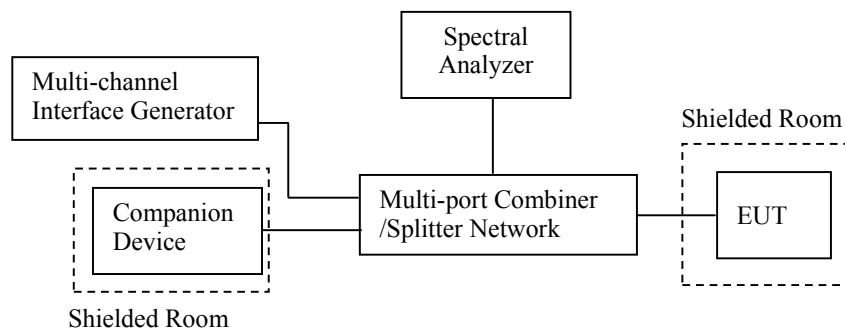 Spectral
Analyzer
Multi-channel
Interface Generator
Shielded Room
Companion
Device
Multi-port Combiner
/Splitter Network
EUT
Shielded Room